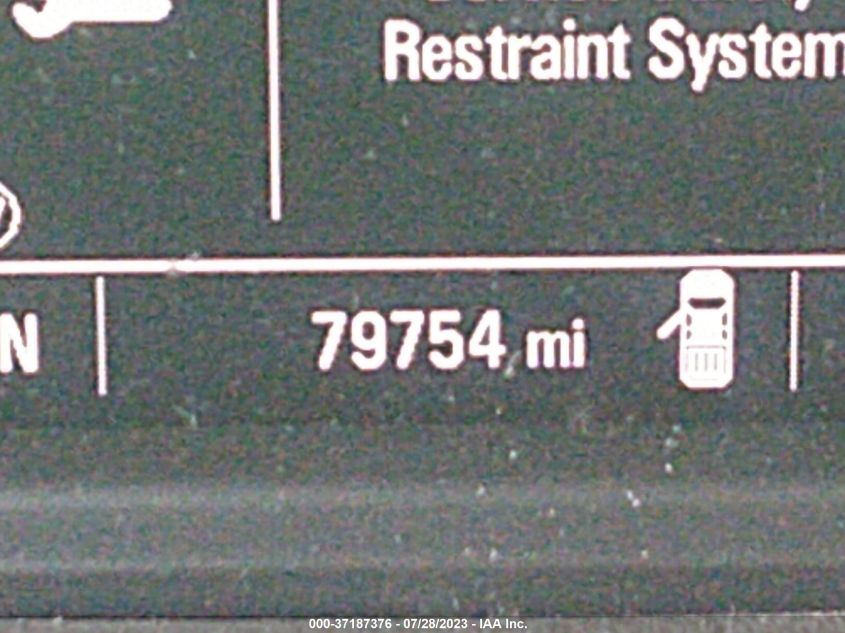 Restraint System
N 79754 mi
000-37187376 - 07/28/2023 - IAA Inc.